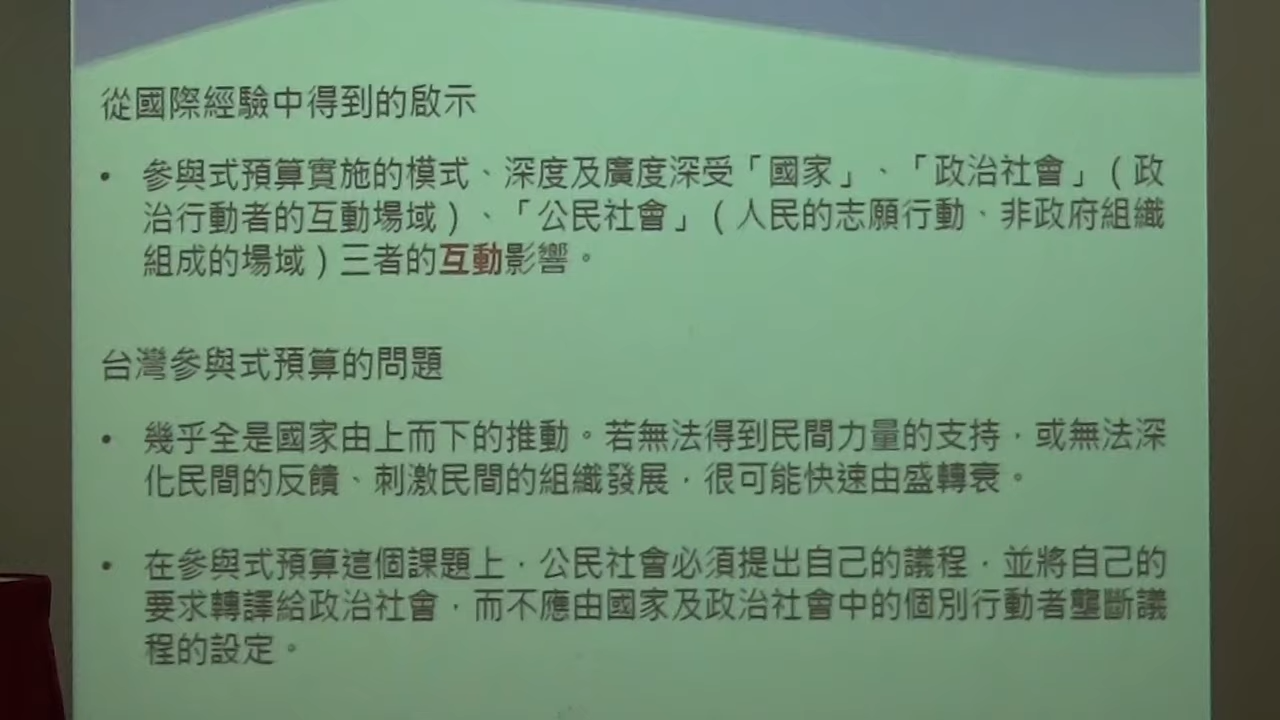 從國際經驗中得到的啟示
• 參與式預算實施的模式、深度及廣度深受「國家」、「政治社會」(政
治行動者的互動場域)、「公民社會」(人民的志願行動、非政府組織
組成的場域)三者的互動影響。
台灣參與式預算的問題
• 幾乎全是國家由上而下的推動。若無法得到民間力量的支持，或無法深
化民間的反饋、刺激民間的組織發展，很可能快速由盛轉衰。
• 在參與式預算這個課題上，公民社會必須提出自己的議程，並將自己的
要求轉譯給政治社會，而不應由國家及政治社會中的個別行動者壟斷議
程的設定。